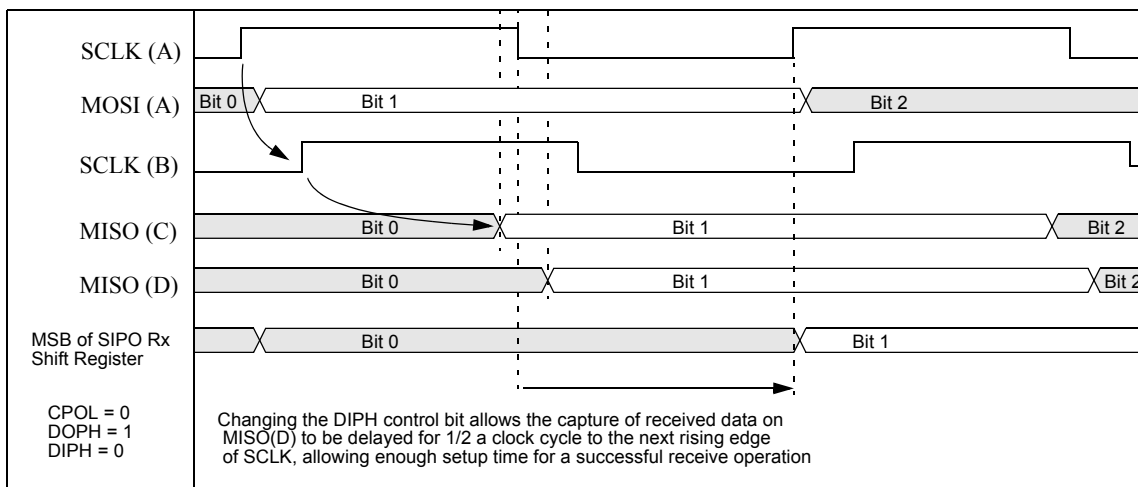 SCLK (A)
MOSI (A) Bit 0 Bit 1 Bit 2
SCLK (B)
MISO (C) Bit 0 Bit 1 Bit 2
MISO (D) Bit 0 Bit 1 Bit 2
MSB of SIPO Rx
Shift Register
Bit 0 Bit 1
CPOL = 0
DOPH = 1
DIPH = 0
Changing the DIPH control bit allows the capture of received data on
MISO(D) to be delayed for 1/2 a clock cycle to the next rising edge
of SCLK, allowing enough setup time for a successful receive operation